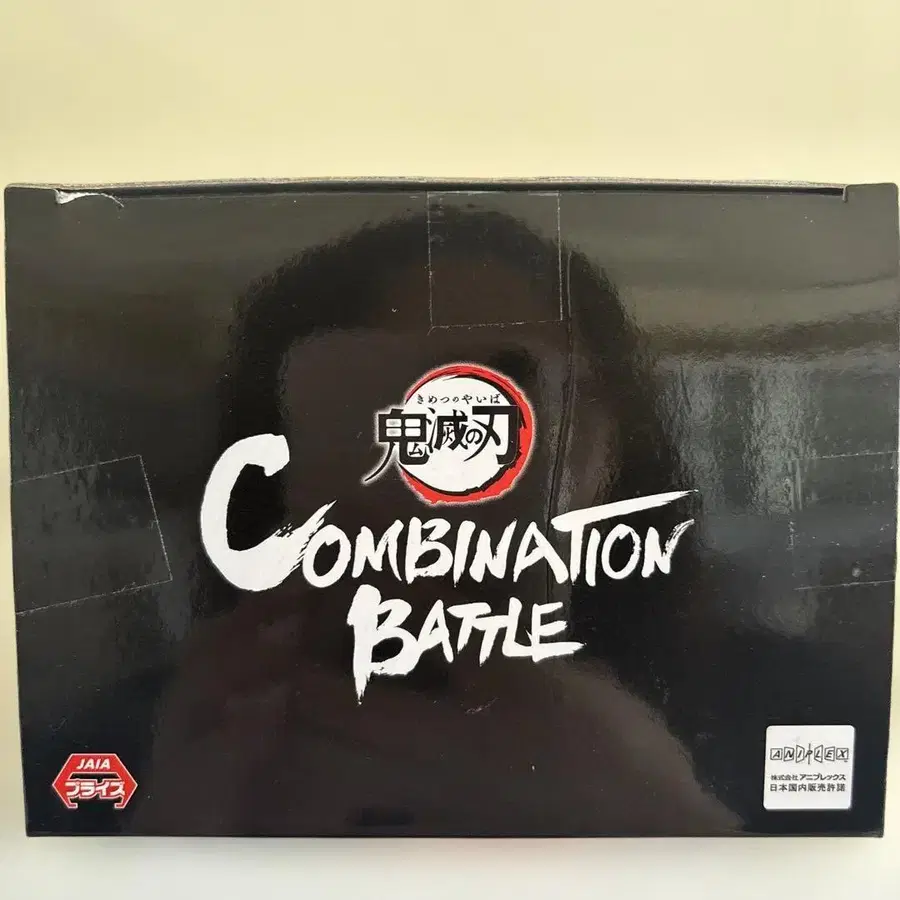 きめつのやいば
鬼滅の刃
COMBINATION
BATTLE
JAIA
プライズ
ANIPLEX
株式会社 アニプレックス
日本国内販売許諾